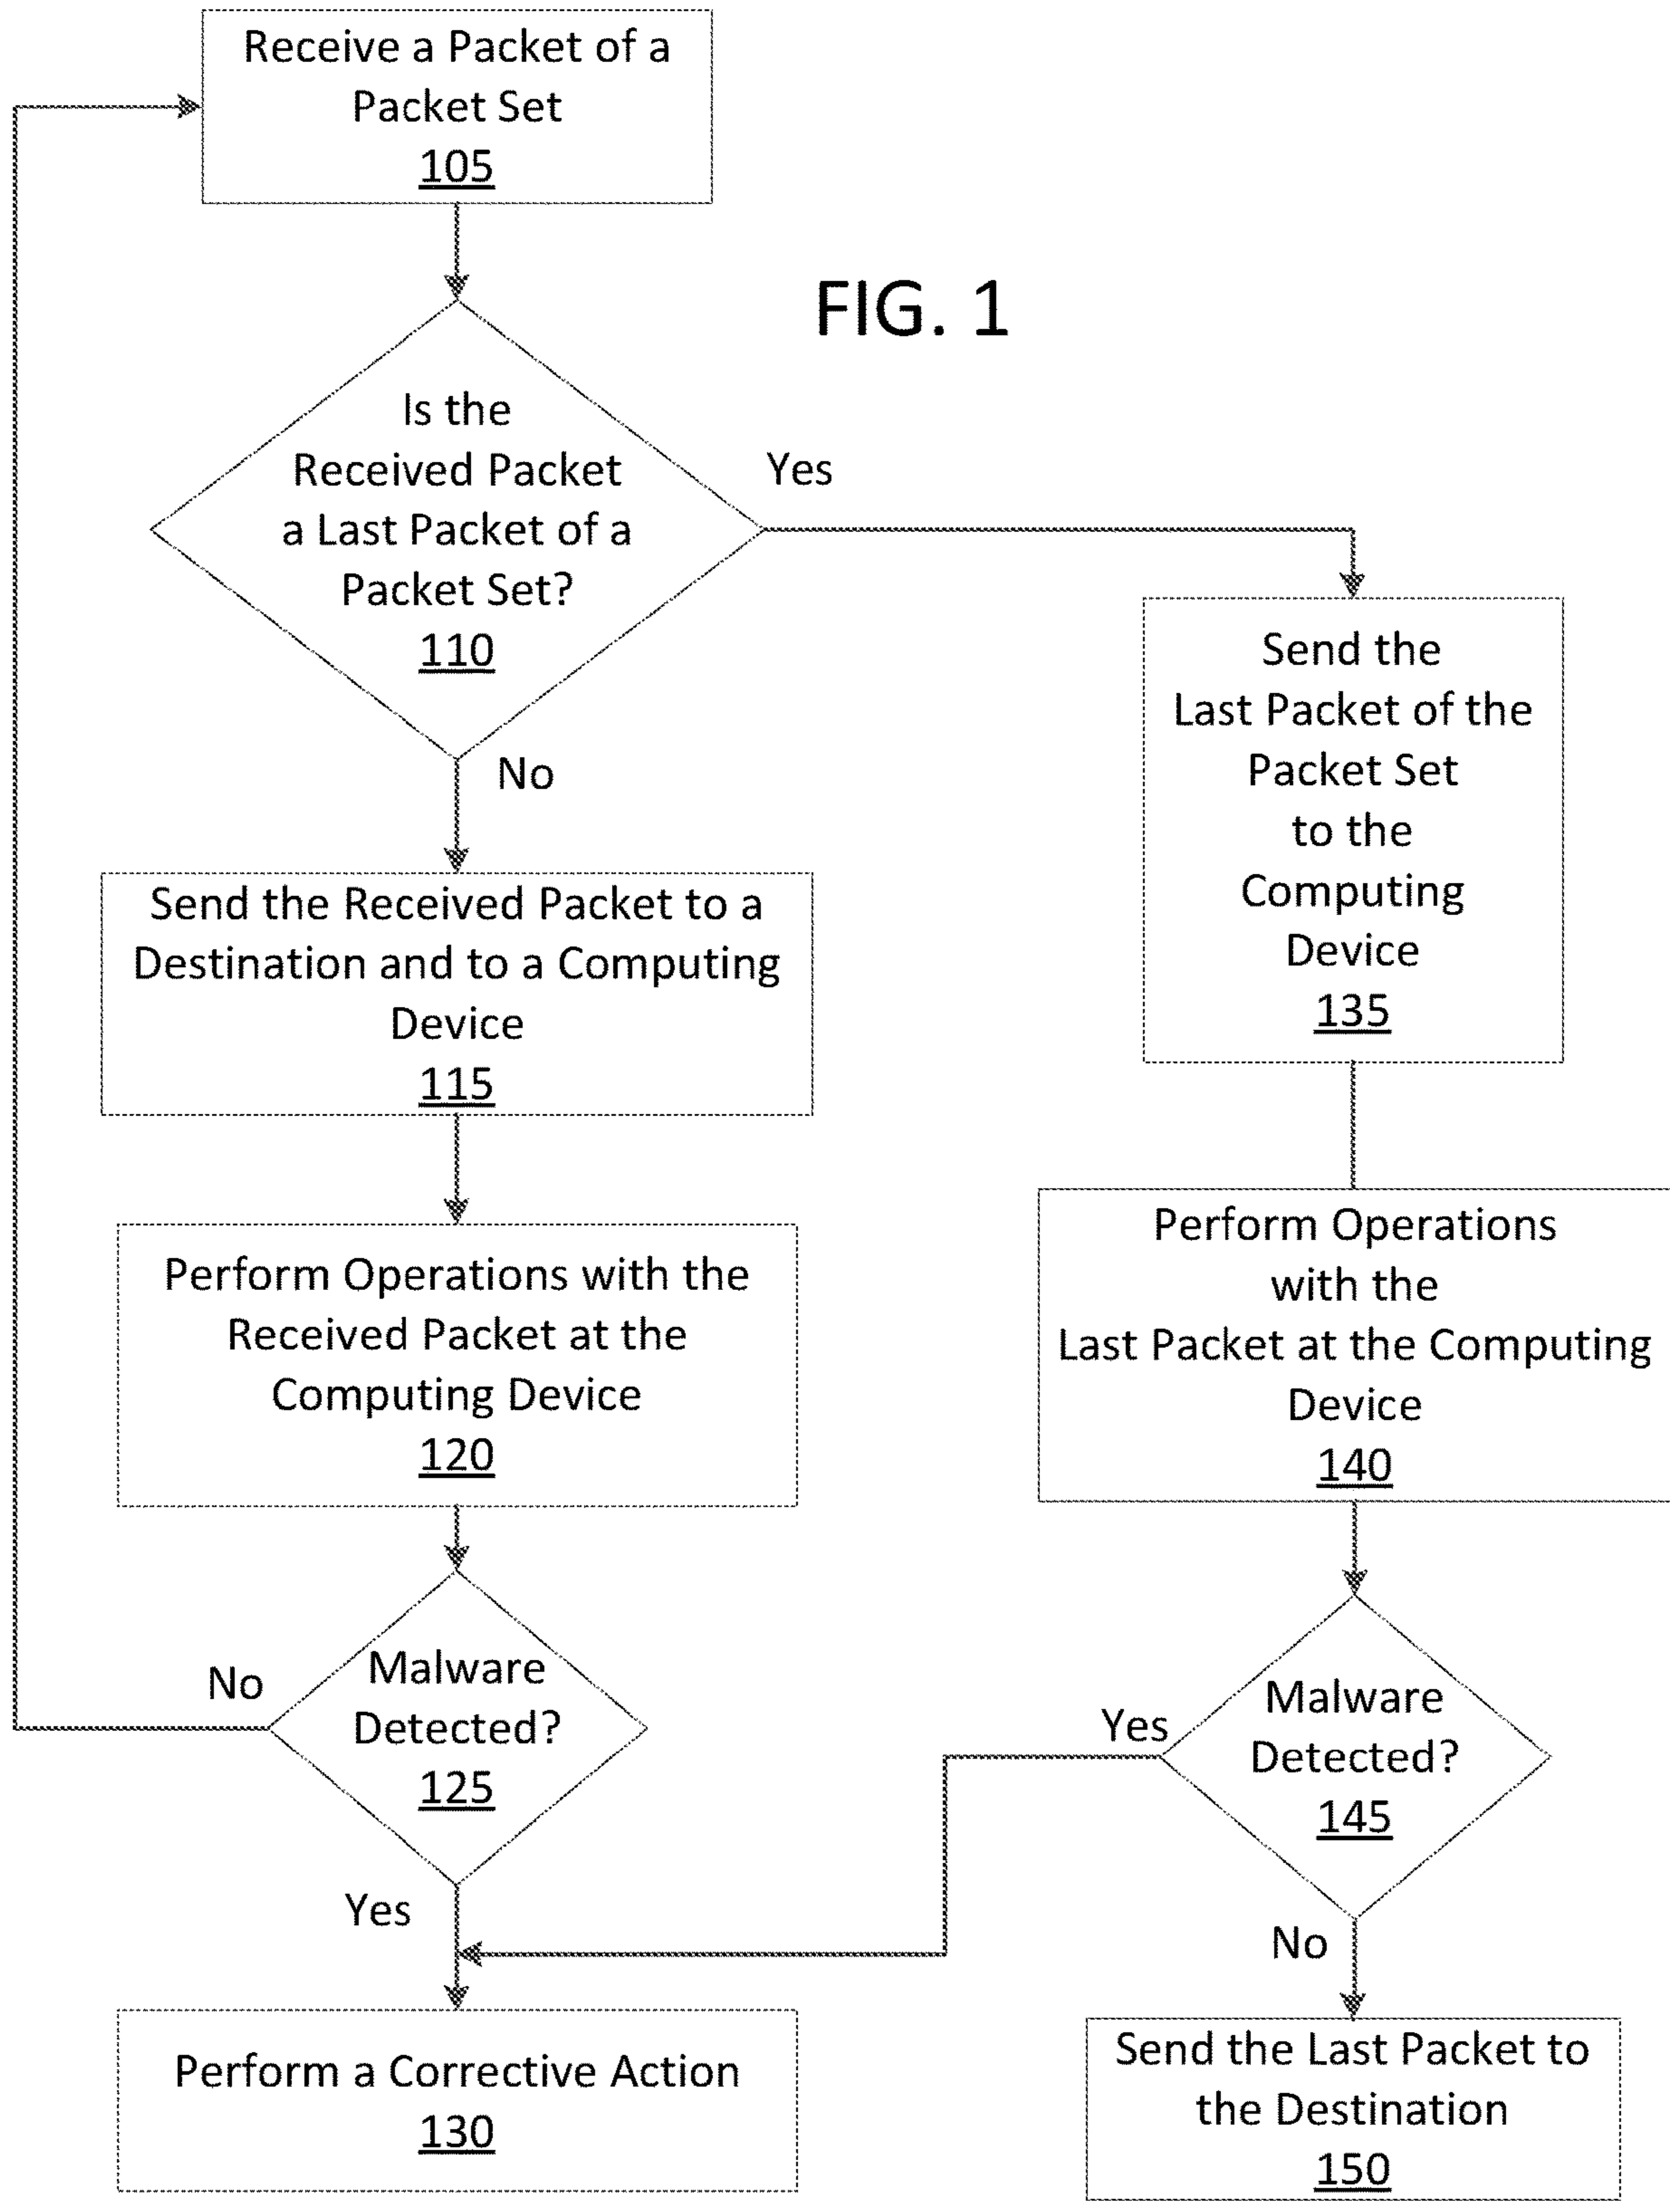 Receive a Packet of a
Packet Set
105
FIG. 1
Is the
Received Packet
a Last Packet of a
Packet Set?
110
Yes
No
Send the
Last Packet of the
Packet Set
to the
Computing
Device
135
Send the Received Packet to a
Destination and to a Computing
Device
115
Perform Operations with the
Received Packet at the
Computing Device
120
Perform Operations
with the
Last Packet at the Computing
Device
140
Malware
Detected?
125
No
Yes
Malware
Detected?
145
Yes
No
Perform a Corrective Action
130
Send the Last Packet to
the Destination
150